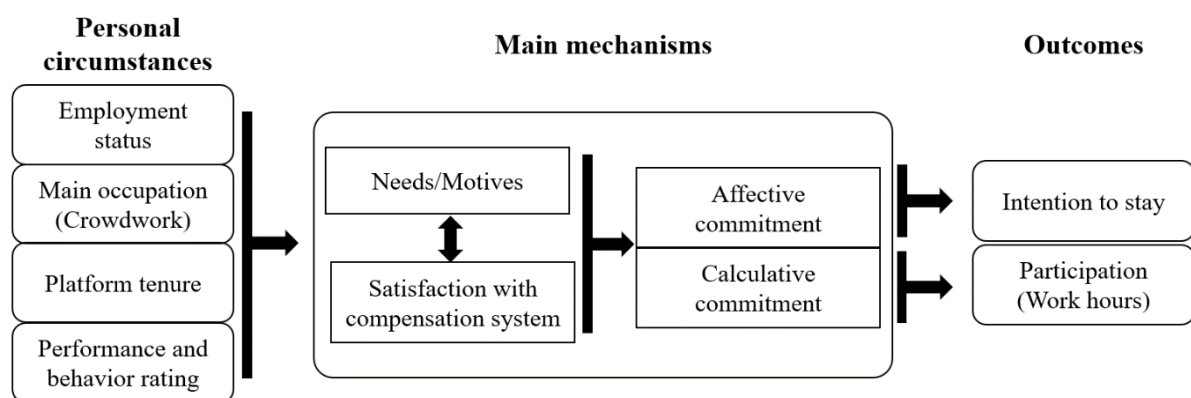 Personal
circumstances
Employment
status
Main occupation
(Crowdwork)
Platform tenure
Performance and
behavior rating
Main mechanisms
Needs/Motives
Satisfaction with
compensation system
Affective
commitment
Calculative
commitment
Outcomes
Intention to stay
Participation
(Work hours)